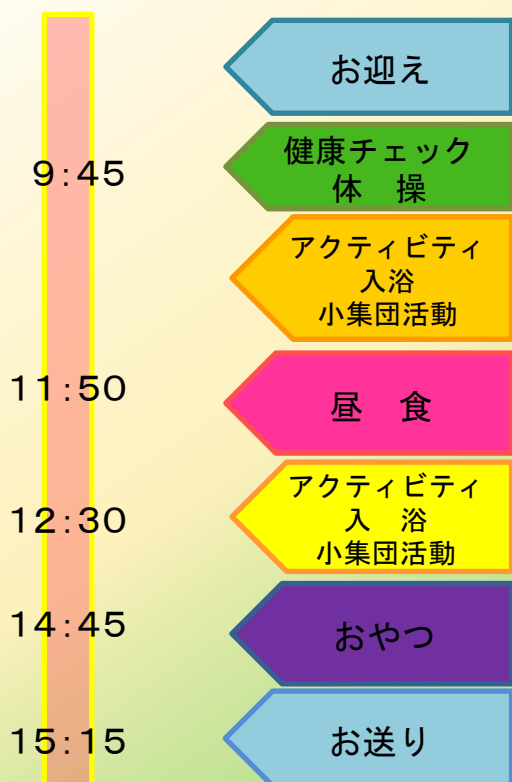 お迎え
9:45
健康チェック
体　操
アクティビティ
入浴
小集団活動
11:50
昼　食
12:30
アクティビティ
入　浴
小集団活動
14:45
おやつ
15:15
お送り